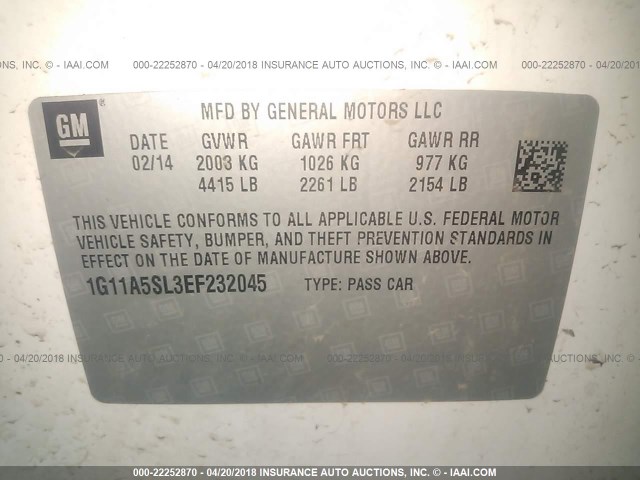 000-22252870 - 04/20/2018 INSURANCE AUTO AUCTIONS, INC. - © IAAI.COM
GM ®
MFD BY GENERAL MOTORS LLC
DATE GVWR GAWR FRT GAWR RR
02/14 2003 KG 1026 KG 977 KG
4415 LB 2261 LB 2154 LB
THIS VEHICLE CONFORMS TO ALL APPLICABLE U.S. FEDERAL MOTOR
VEHICLE SAFETY, BUMPER, AND THEFT PREVENTION STANDARDS IN
EFFECT ON THE DATE OF MANUFACTURE SHOWN ABOVE.
1G11A5SL3EF232045 TYPE: PASS CAR
000-22252870 - 04/20/2018 INSURANCE AUTO AUCTIONS, INC. - © IAAI.COM
000-22252870 - 04/20/2018 INSURANCE AUTO AUCTIONS, INC. - © IAAI.COM